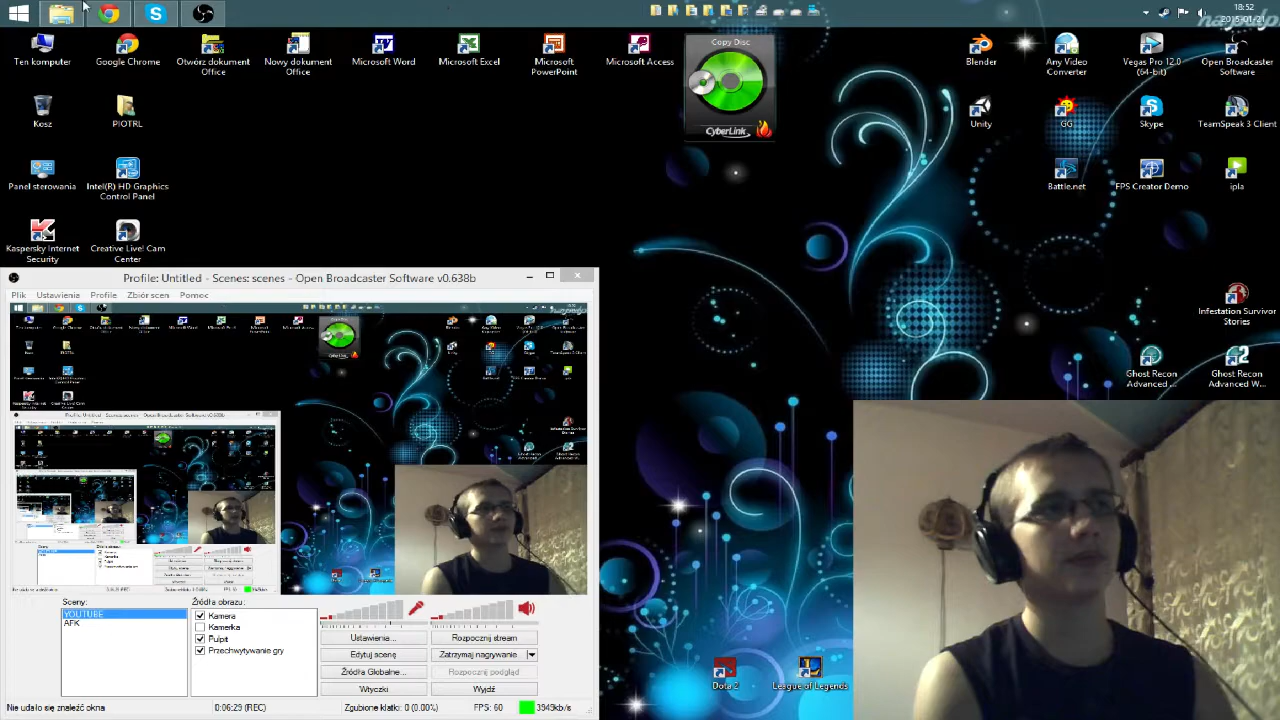 18:52
2015-01-21
Ten komputer
Google Chrome
Otwórz dokument
Office
Nowy dokument
Office
Microsoft Word
Microsoft Excel
Microsoft
PowerPoint
Microsoft Access
Copy Disc
CyberLink
Blender
Any Video
Converter
Vegas Pro 12.0
(64-bit)
Open Broadcaster
Software
Kosz
PIOTRL
Unity
GG
Skype
TeamSpeak 3 Client
Panel sterowania
Intel(R) HD Graphics
Control Panel
Battle.net
FPS Creator Demo
ipla
Kaspersky Internet
Security
Creative Live! Cam
Center
Infestation Survivor
Stories
Ghost Recon
Advanced ...
Ghost Recon
Advanced W...
Profile: Untitled - Scenes: scenes - Open Broadcaster Software v0.638b
Plik Ustawienia Profile Zbiór scen Pomoc
Sceny:
YOUTUBE
AFK
Źródła obrazu:
Kamera
Kamerka
Pulpit
Przechwytywanie gry
Ustawienia...
Rozpocznij stream
Edytuj scenę
Zatrzymaj nagrywanie
Źródła Globalne...
Rozpocznij podgląd
Wtyczki
Wyjdź
Nie udało się znaleźć okna
0:06:29 (REC)
Zgubione klatki: 0 (0.00%)
FPS: 60
3949kb/s
Dota 2
League of Legends